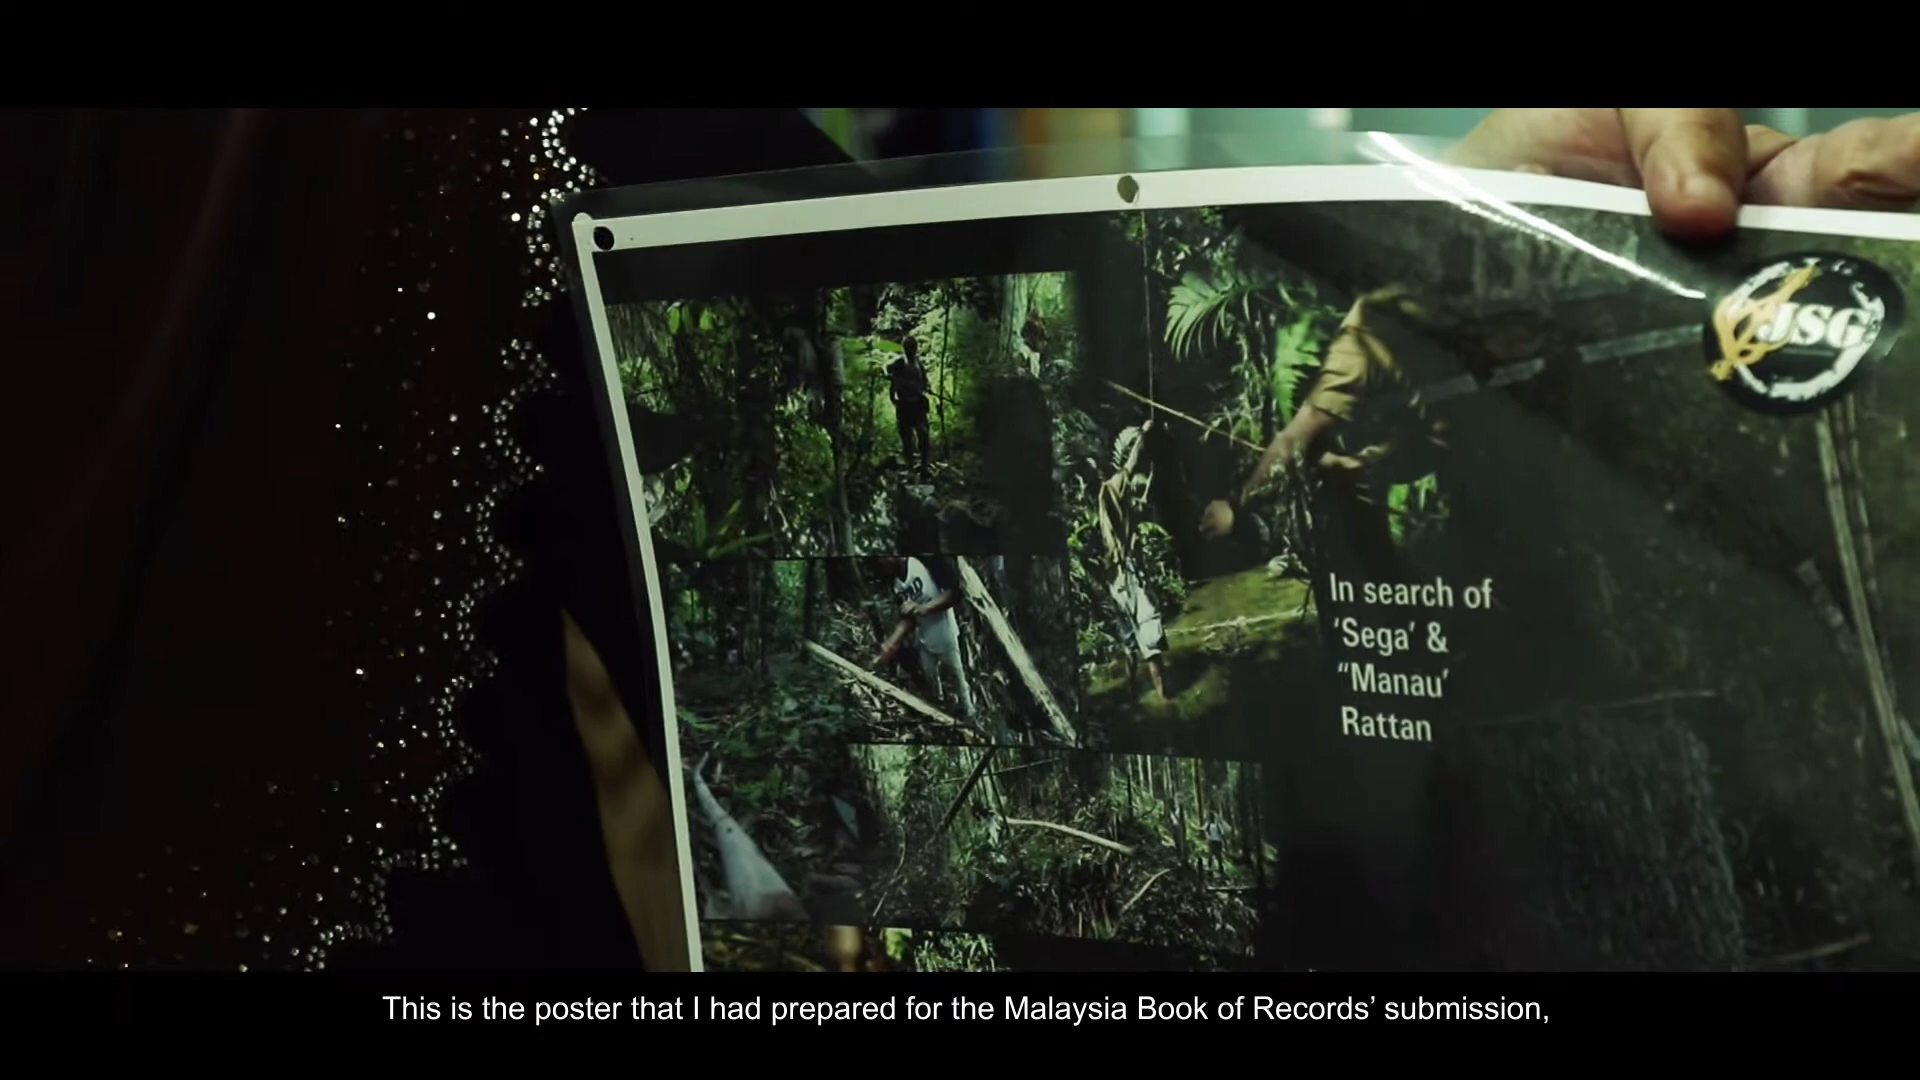 JSG
In search of
‘Sega’ &
“Manau’
Rattan
This is the poster that I had prepared for the Malaysia Book of Records’ submission,